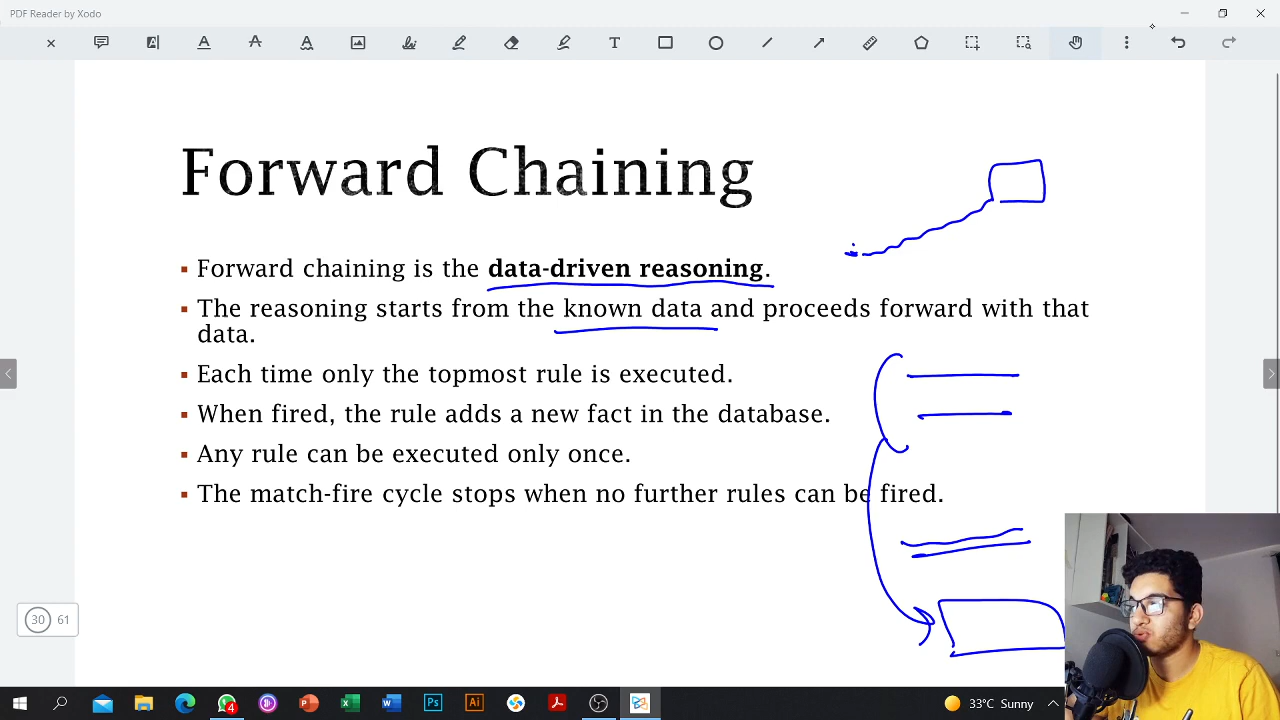 PDF Reader by Xodo
T
Forward Chaining
▪ Forward chaining is the data-driven reasoning.
▪ The reasoning starts from the known data and proceeds forward with that
data.
▪ Each time only the topmost rule is executed.
▪ When fired, the rule adds a new fact in the database.
▪ Any rule can be executed only once.
▪ The match-fire cycle stops when no further rules can be fired.
30 61
4
Ps
Ai
33°C Sunny